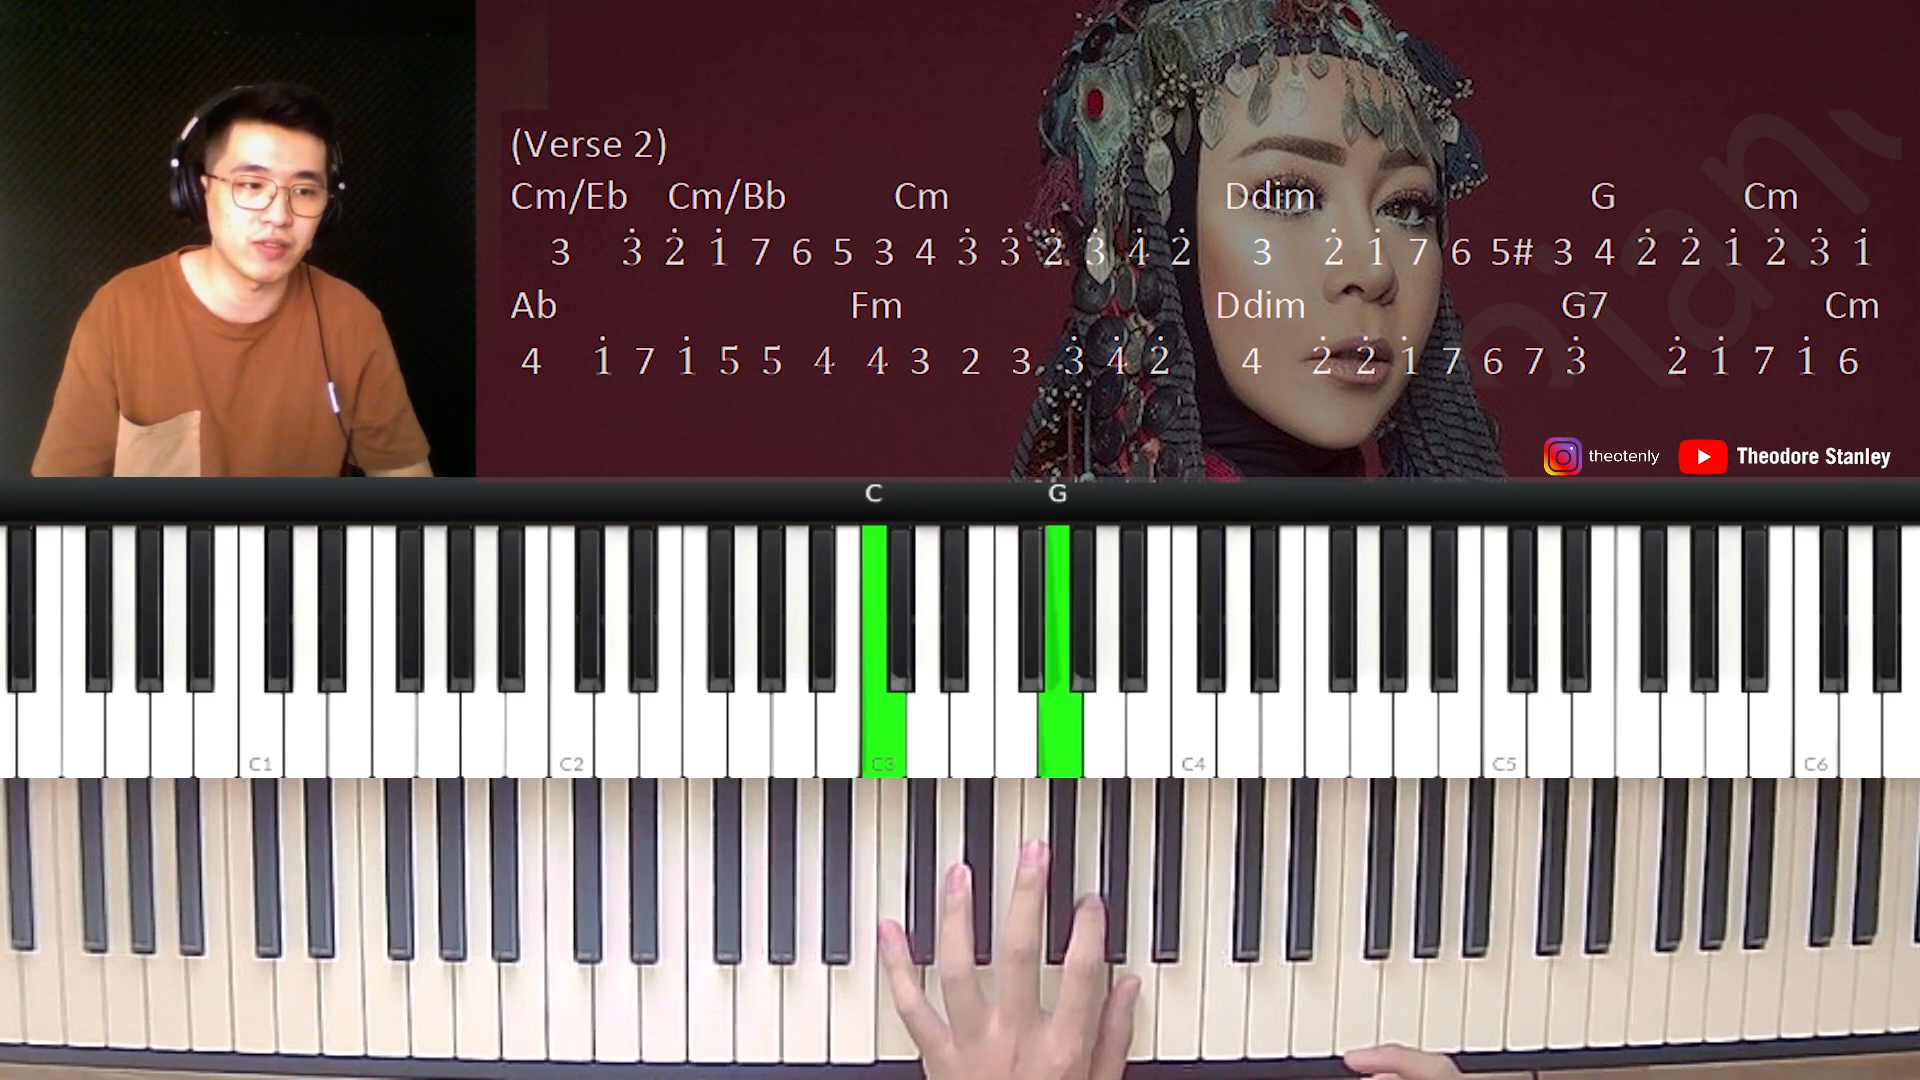 (Verse 2)
Cm/Eb Cm/Bb Cm Ddim G Cm
3 3̇ 2̇ 1̇ 7 6 5 3 4 3̇ 3̇ 2̇ 3̇ 4̇ 2̇ 3 2̇ 1̇ 7 6 5# 3 4 2̇ 2̇ 1̇ 2̇ 3̇ 1̇
Ab Fm Ddim G7 Cm
4 1̇ 7 1̇ 5 5 4 4 3 2 3 3̇ 4̇ 2̇ 4 2̇ 2̇ 1̇ 7 6 7 3̇ 2̇ 1̇ 7 1̇ 6
theotenly Theodore Stanley
C G
C1 C2 C3 C4 C5 C6